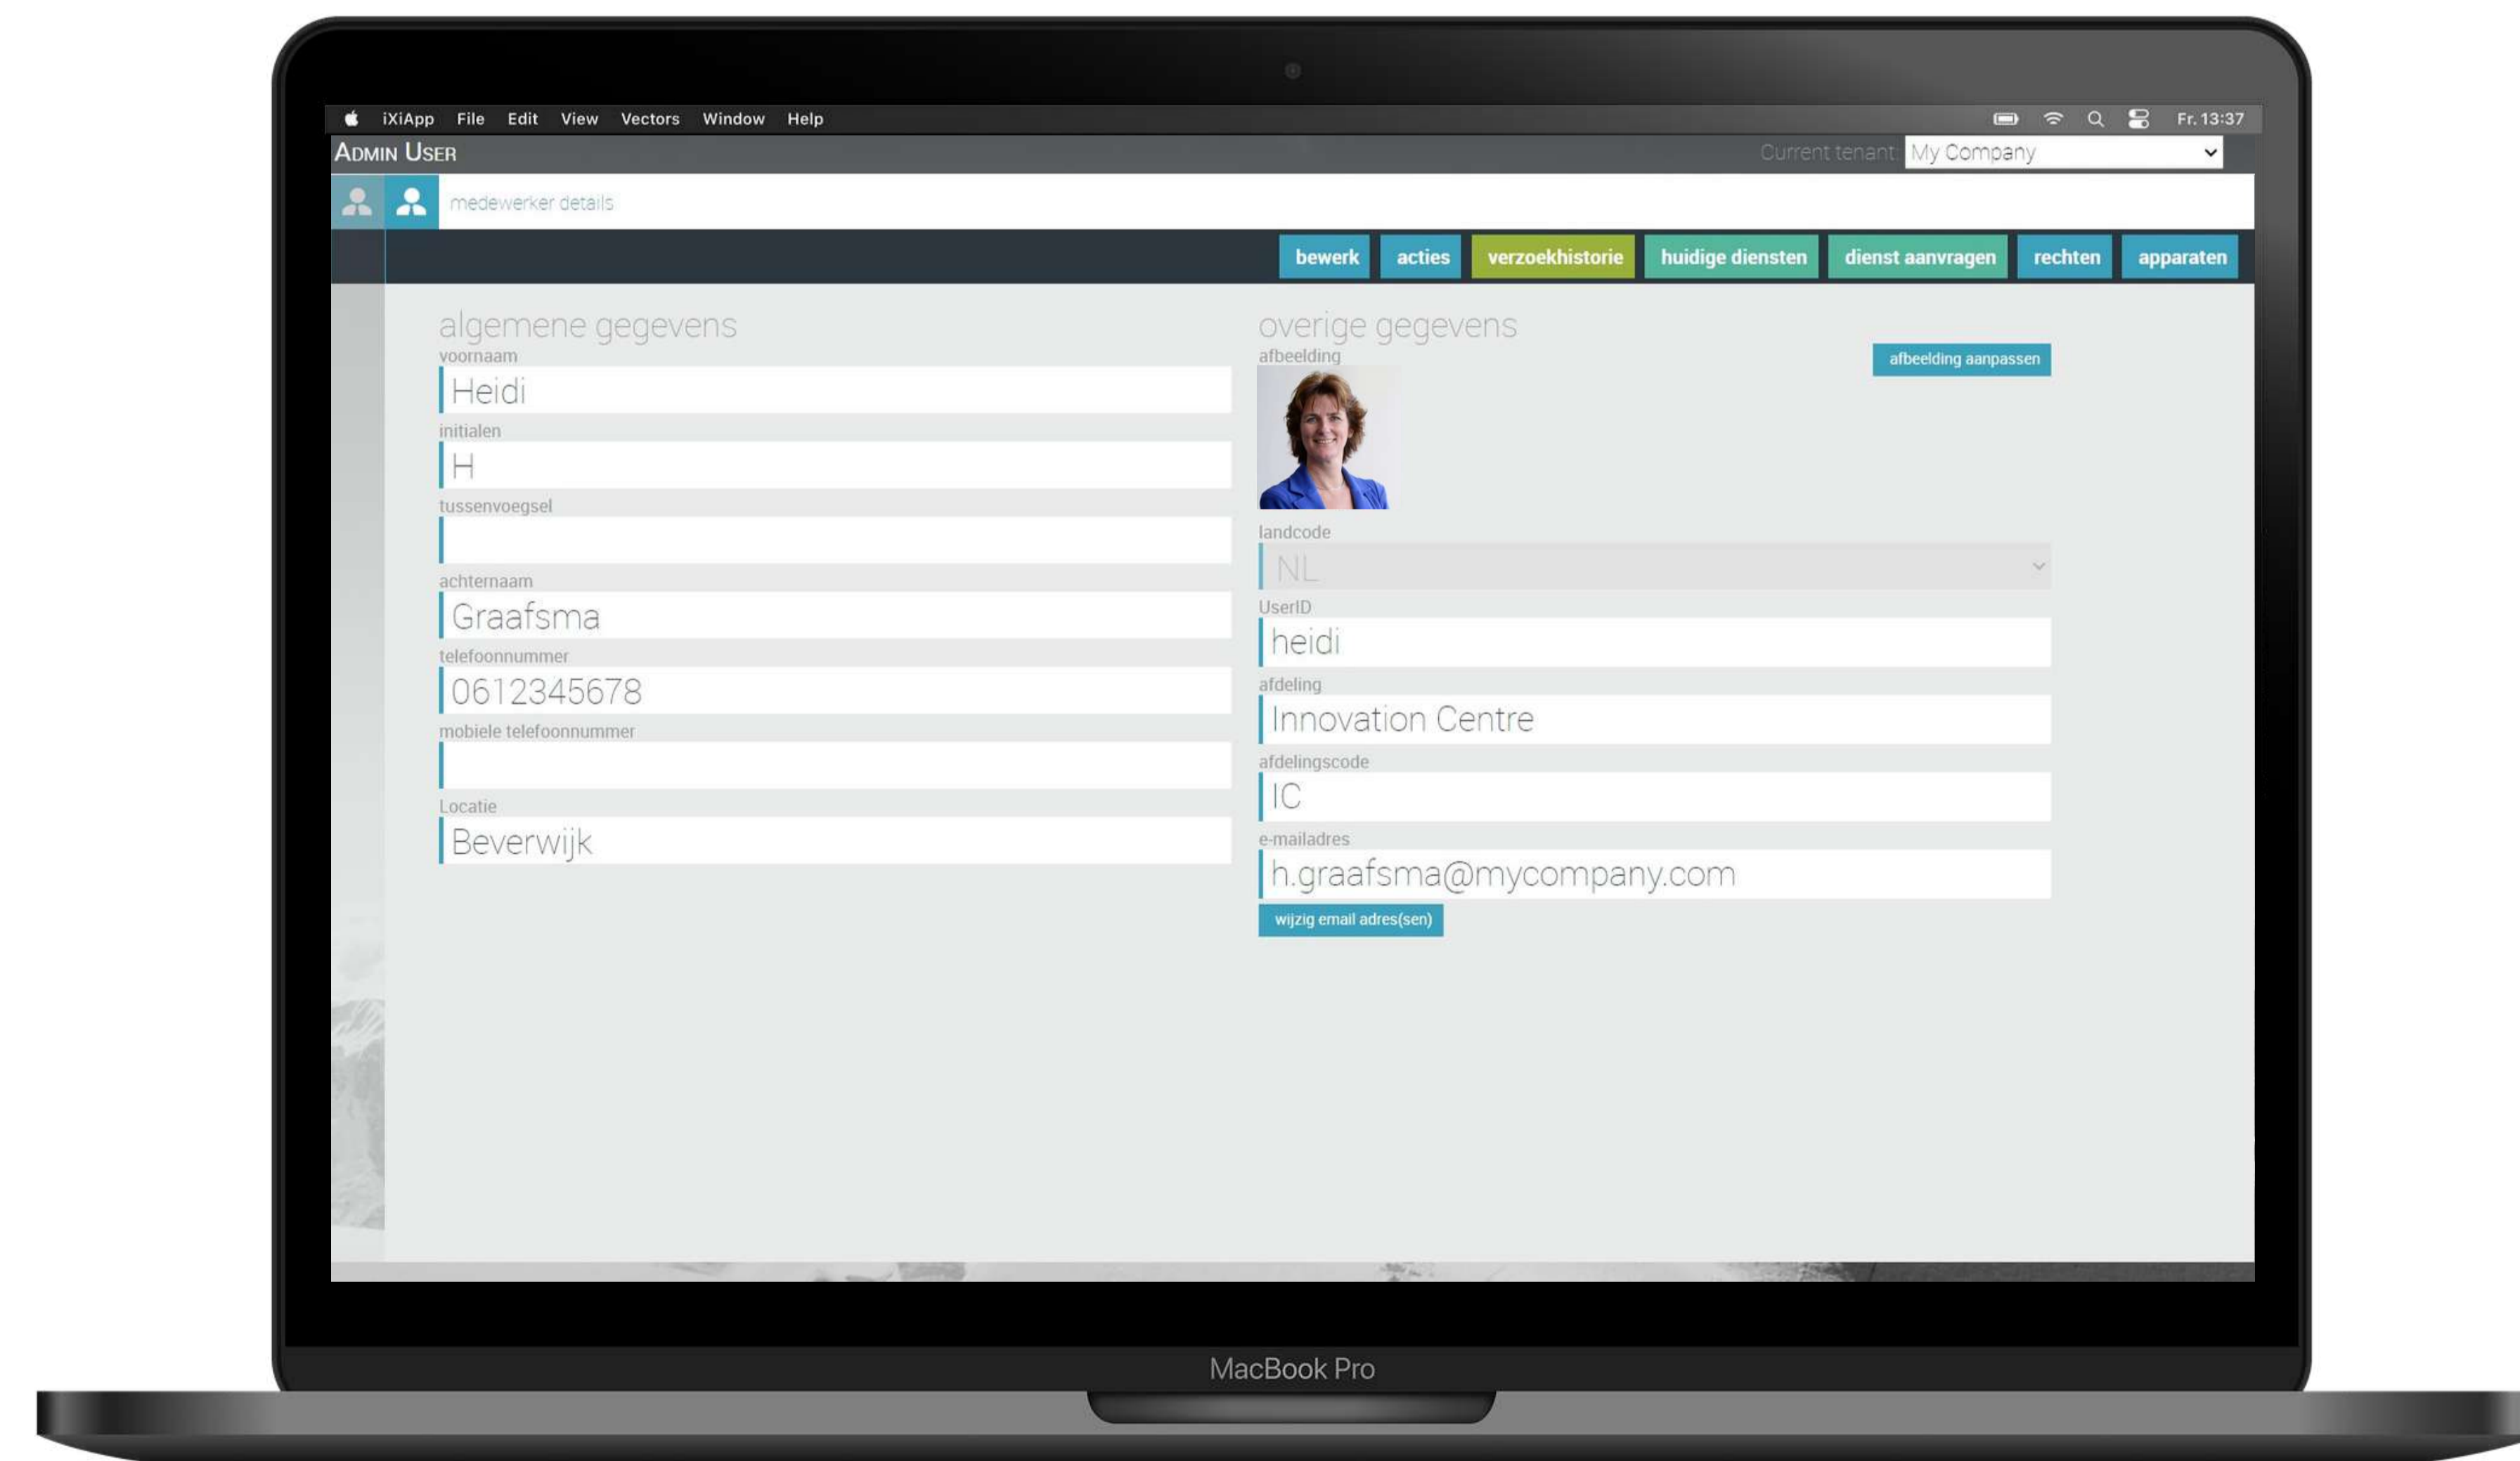 iXiApp File Edit View Vectors Window Help Fr. 13:37
Admin User Current tenant: My Company
medewerker details
bewerk acties verzoekhistorie huidige diensten dienst aanvragen rechten apparaten
algemene gegevens
voornaam
Heidi
initialen
H
tussenvoegsel
achternaam
Graafsma
telefoonnummer
0612345678
mobiele telefoonnummer
Locatie
Beverwijk
overige gegevens
afbeelding
afbeelding aanpassen
landcode
NL
UserID
heidi
afdeling
Innovation Centre
afdelingscode
IC
e-mailadres
h.graafsma@mycompany.com
wijzig email adres(sen)
MacBook Pro